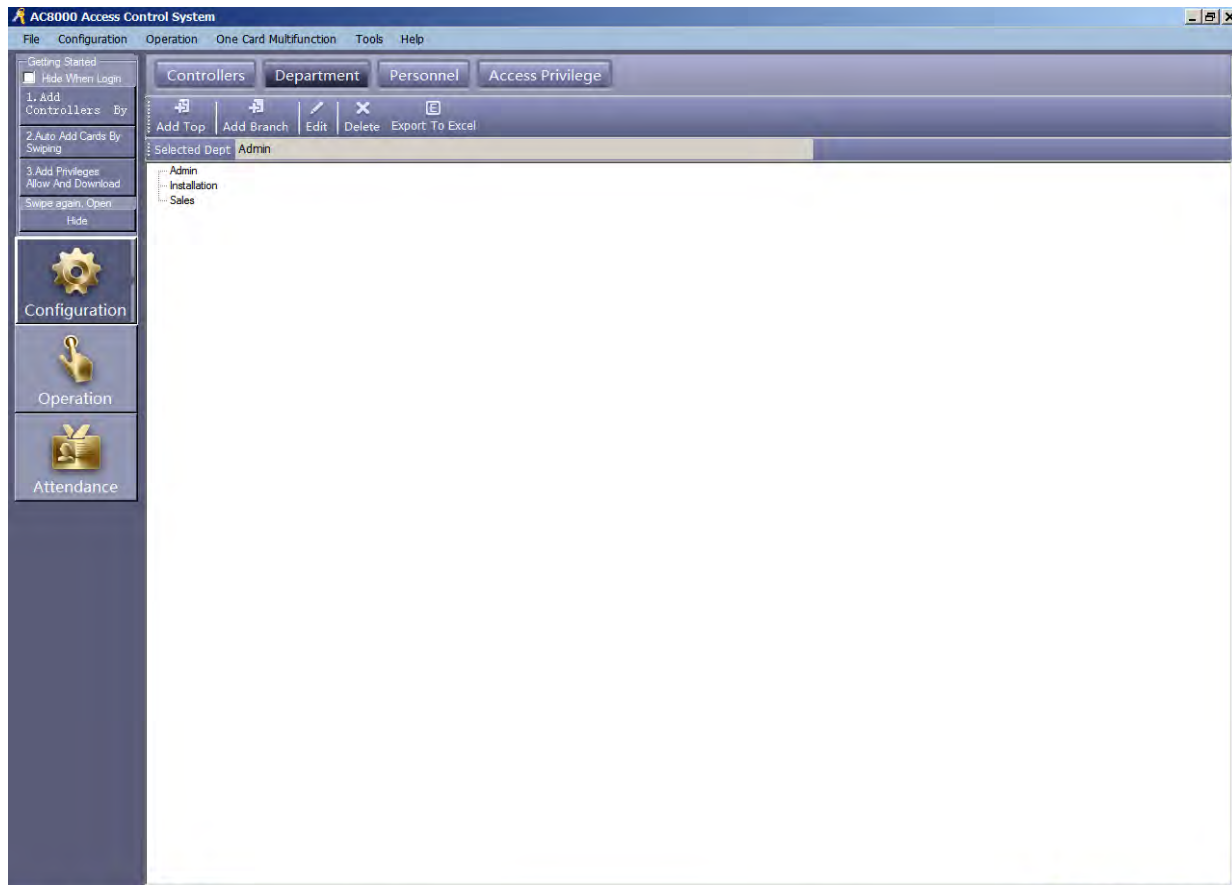 AC8000 Access Control System
File Configuration Operation One Card Multifunction Tools Help
Getting Started
Hide When Login
1.Add
Controllers By
2.Auto Add Cards By
Swiping
3.Add Privileges
Allow And Download
Swipe again, Open
Hide
Configuration
Operation
Attendance
Controllers Department Personnel Access Privilege
Add Top Add Branch Edit Delete Export To Excel
Selected Dept Admin
Admin
Installation
Sales